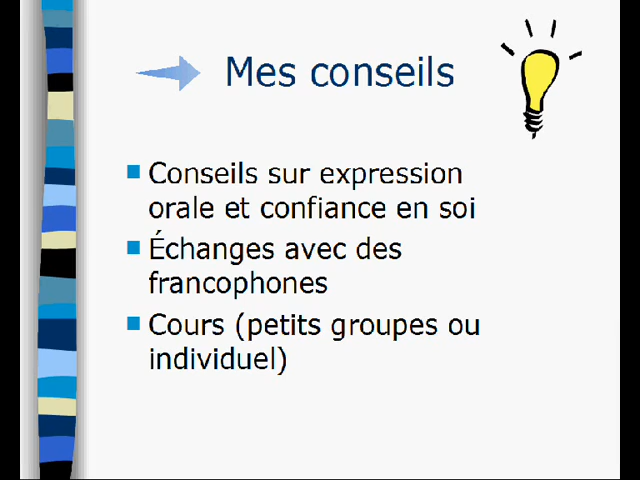 Mes conseils
Conseils sur expression
orale et confiance en soi
Échanges avec des
francophones
Cours (petits groupes ou
individuel)